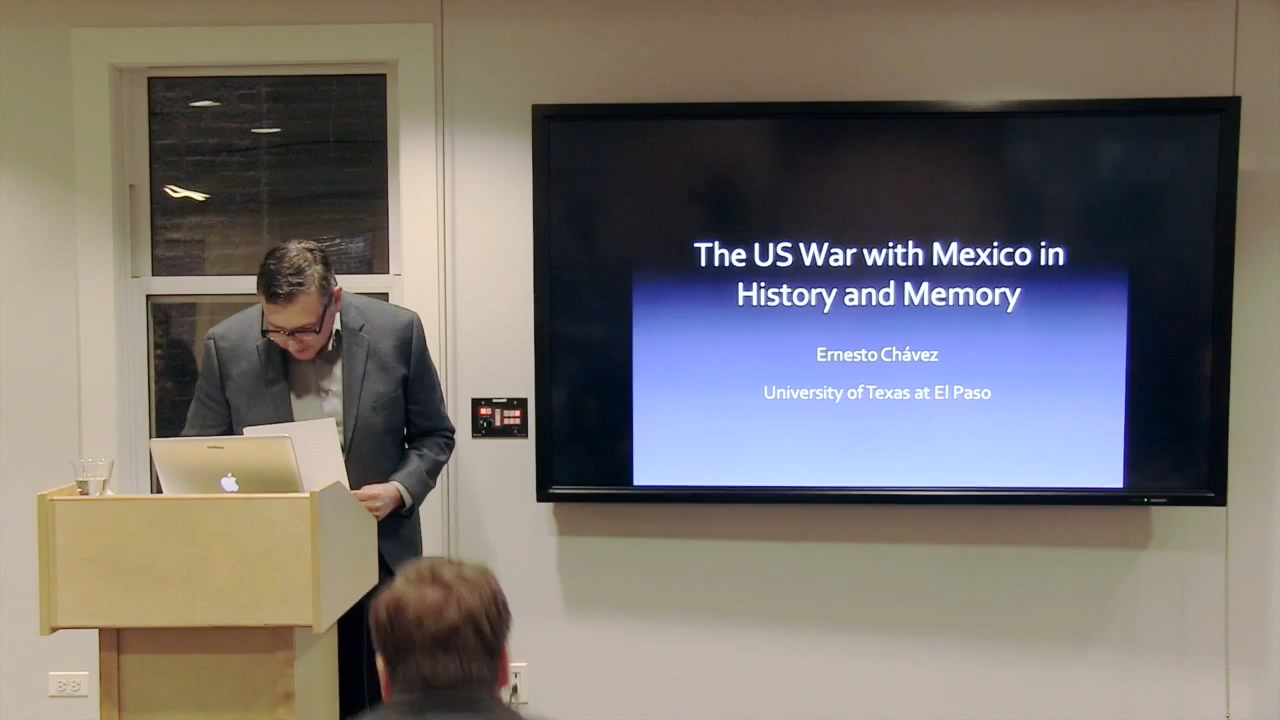 The US War with Mexico in
History and Memory
Ernesto Chávez
University of Texas at El Paso